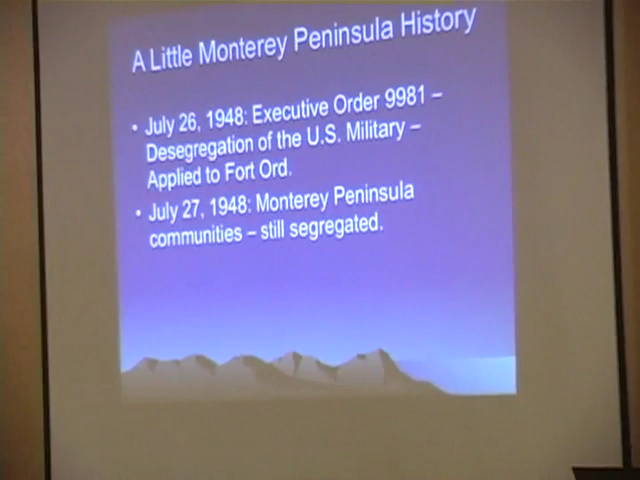 A Little Monterey Peninsula History
• July 26, 1948: Executive Order 9981 –
Desegregation of the U.S. Military –
Applied to Fort Ord.
• July 27, 1948: Monterey Peninsula
communities – still segregated.